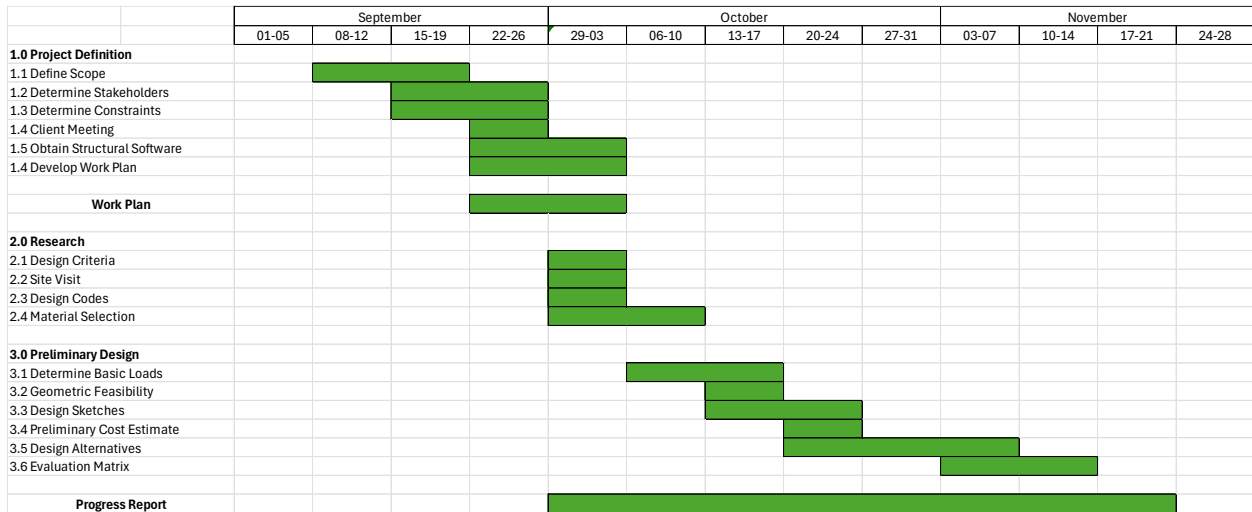 September October November
01-05 08-12 15-19 22-26 29-03 06-10 13-17 20-24 27-31 03-07 10-14 17-21 24-28
1.0 Project Definition
1.1 Define Scope
1.2 Determine Stakeholders
1.3 Determine Constraints
1.4 Client Meeting
1.5 Obtain Structural Software
1.4 Develop Work Plan
Work Plan
2.0 Research
2.1 Design Criteria
2.2 Site Visit
2.3 Design Codes
2.4 Material Selection
3.0 Preliminary Design
3.1 Determine Basic Loads
3.2 Geometric Feasibility
3.3 Design Sketches
3.4 Preliminary Cost Estimate
3.5 Design Alternatives
3.6 Evaluation Matrix
Progress Report